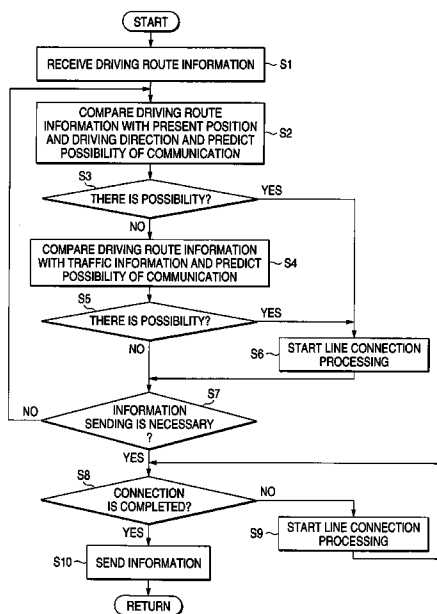 START
RECEIVE DRIVING ROUTE INFORMATION
S1
COMPARE DRIVING ROUTE
INFORMATION WITH PRESENT POSITION
AND DRIVING DIRECTION AND PREDICT
POSSIBILITY OF COMMUNICATION
S2
S3
THERE IS POSSIBILITY?
YES
NO
COMPARE DRIVING ROUTE INFORMATION
WITH TRAFFIC INFORMATION AND PREDICT
POSSIBILITY OF COMMUNICATION
S4
S5
THERE IS POSSIBILITY?
YES
NO
S6
START LINE CONNECTION
PROCESSING
S7
NO
INFORMATION
SENDING IS NECESSARY
?
YES
S8
CONNECTION
IS COMPLETED?
NO
YES
S9
START LINE CONNECTION
PROCESSING
S10
SEND INFORMATION
RETURN